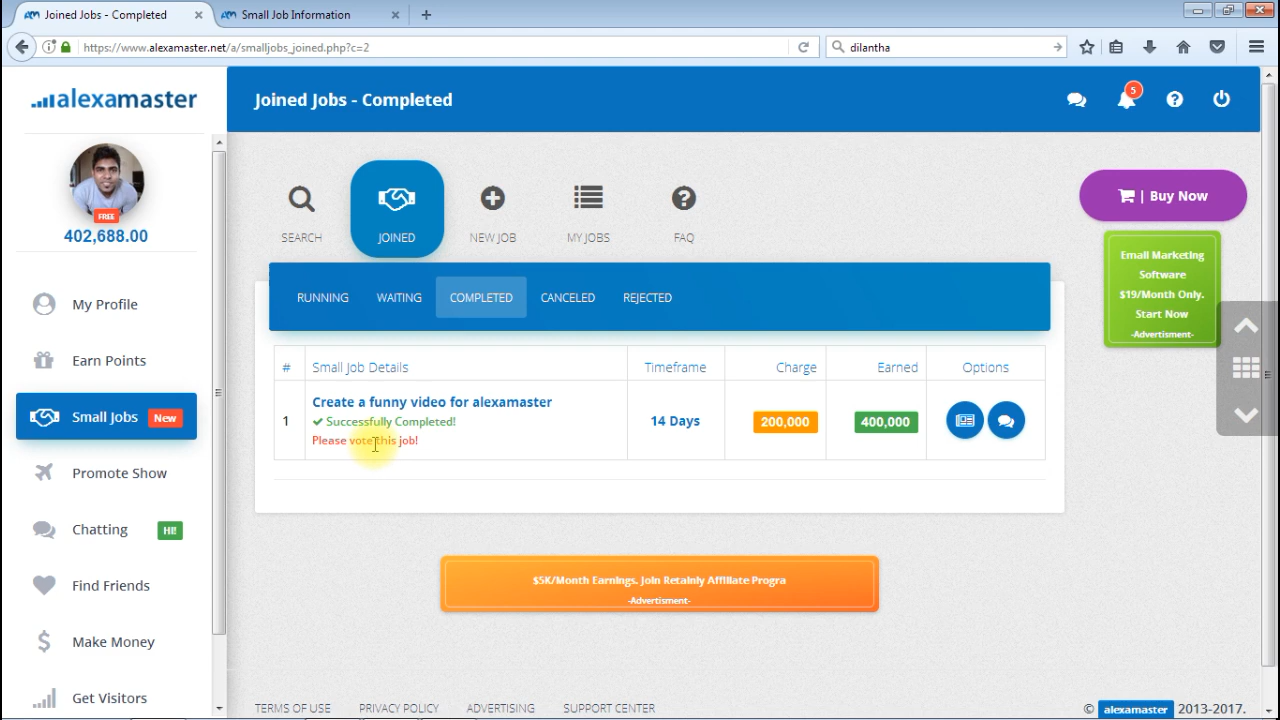 Joined Jobs - Completed
Small Job Information
https://www.alexamaster.net/a/smalljobs_joined.php?c=2
dilantha
alexamaster
FREE
402,688.00
My Profile
Earn Points
Small Jobs New
Promote Show
Chatting HI!
Find Friends
Make Money
Get Visitors
Joined Jobs - Completed
5
SEARCH
JOINED
NEW JOB
MY JOBS
FAQ
| Buy Now
Email Marketing
Software
$19/Month Only.
Start Now
-Advertisment-
RUNNING WAITING COMPLETED CANCELED REJECTED
# Small Job Details Timeframe Charge Earned Options
1 Create a funny video for alexamaster 14 Days 200,000 400,000
Successfully Completed!
Please vote this job!
$5K/Month Earnings. Join Retainly Affiliate Progra
-Advertisment-
TERMS OF USE PRIVACY POLICY ADVERTISING SUPPORT CENTER
© alexamaster 2013-2017.